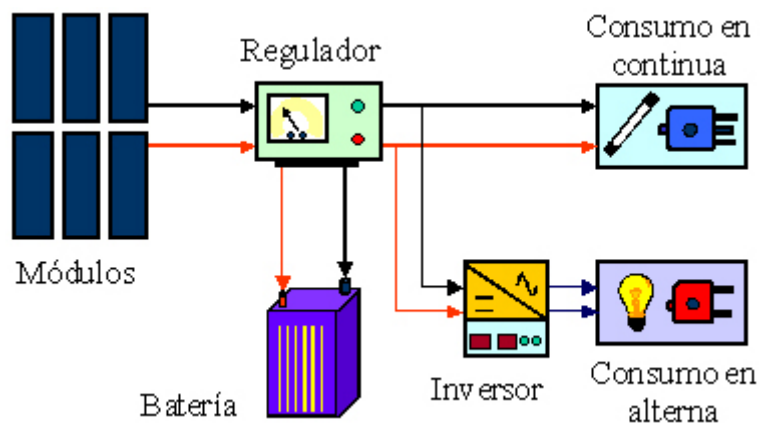 Regulador
Consumo en
continua
Módulos
Batería
Inversor
Consumo en
alterna